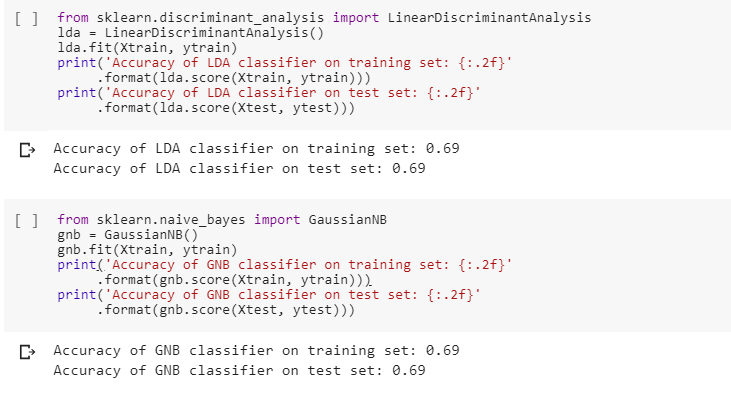 [ ] from sklearn.discriminant_analysis import LinearDiscriminantAnalysis
lda = LinearDiscriminantAnalysis()
lda.fit(Xtrain, ytrain)
print('Accuracy of LDA classifier on training set: {:.2f}'
.format(lda.score(Xtrain, ytrain)))
print('Accuracy of LDA classifier on test set: {:.2f}'
.format(lda.score(Xtest, ytest)))
Accuracy of LDA classifier on training set: 0.69
Accuracy of LDA classifier on test set: 0.69
[ ] from sklearn.naive_bayes import GaussianNB
gnb = GaussianNB()
gnb.fit(Xtrain, ytrain)
print('Accuracy of GNB classifier on training set: {:.2f}'
.format(gnb.score(Xtrain, ytrain)))
print('Accuracy of GNB classifier on test set: {:.2f}'
.format(gnb.score(Xtest, ytest)))
Accuracy of GNB classifier on training set: 0.69
Accuracy of GNB classifier on test set: 0.69